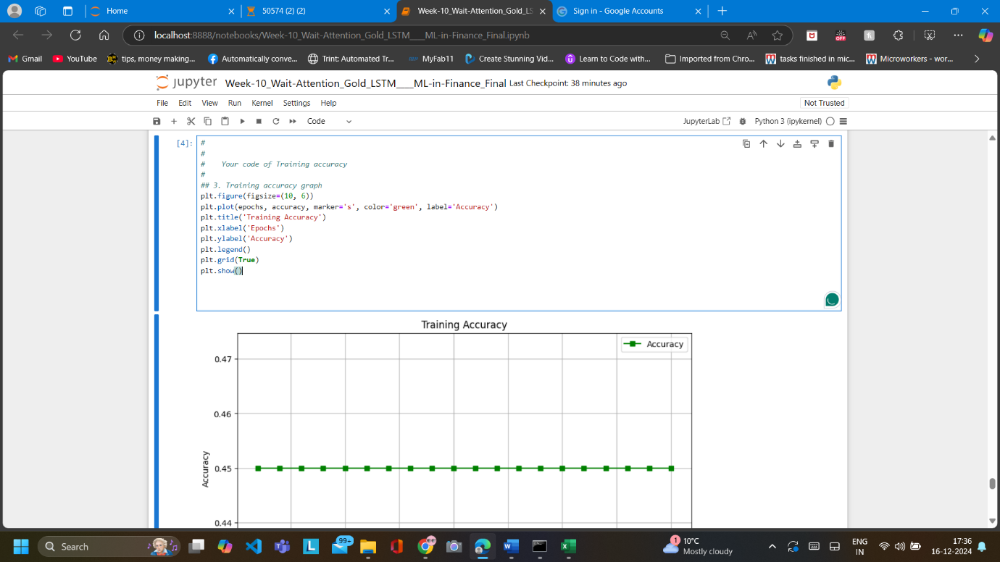 Home
50574 (2) (2)
Week-10_Wait-Attention_Gold_LS
Sign in - Google Accounts
localhost:8888/notebooks/Week-10_Wait-Attention_Gold_LSTM____ML-in-Finance_Final.ipynb
OFF
Gmail
YouTube
tips, money making...
Automatically conve...
Trint: Automated Tr...
MyFab11
Create Stunning Vid...
Learn to Code with...
Imported from Chro...
tasks finished in mic...
Microworkers - wor...
jupyter Week-10_Wait-Attention_Gold_LSTM____ML-in-Finance_Final Last Checkpoint: 38 minutes ago
File Edit View Run Kernel Settings Help
Not Trusted
Code
JupyterLab
Python 3 (ipykernel)
[4]: #
#
# Your code of Training accuracy
#
## 3. Training accuracy graph
plt.figure(figsize=(10, 6))
plt.plot(epochs, accuracy, marker='s', color='green', label='Accuracy')
plt.title('Training Accuracy')
plt.xlabel('Epochs')
plt.ylabel('Accuracy')
plt.legend()
plt.grid(True)
plt.show()
Training Accuracy
Accuracy
0.47
0.46
0.45
0.44
Accuracy
Search
99+
1
10°C
Mostly cloudy
ENG
IN
17:36
16-12-2024